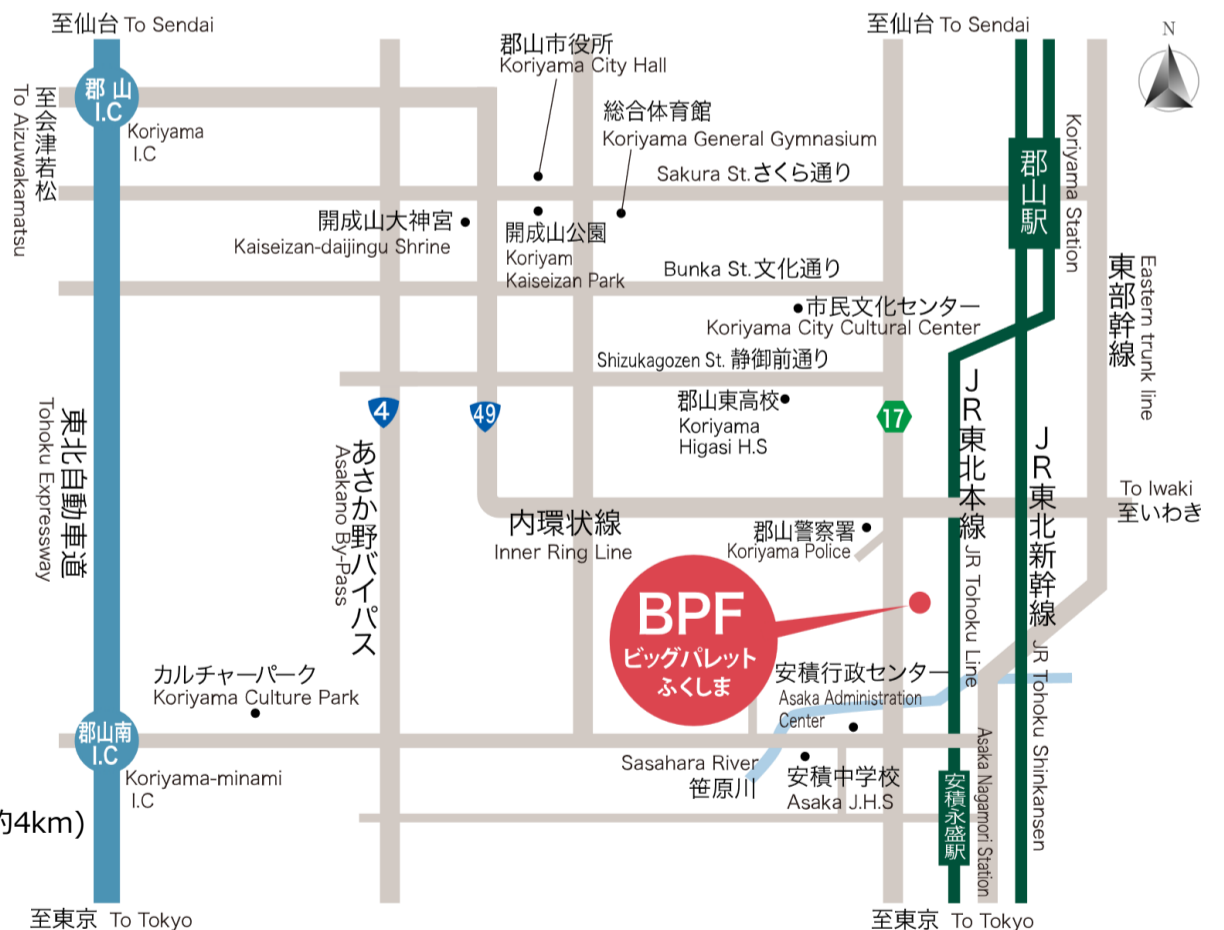 至仙台 To Sendai
至仙台 To Sendai
N
郡山市役所
Koriyama City Hall
郡山
I.C
Koriyama
I.C
至会津若松
To Aizuwakamatsu
総合体育館
Koriyama General Gymnasium
Koriyama Station
郡山駅
Sakura St. さくら通り
開成山大神宮
Kaiseizan-daijingu Shrine
開成山公園
Koriyam
Kaiseizan Park
Bunka St. 文化通り
東部幹線
Eastern trunk line
市民文化センター
Koriyama City Cultural Center
Shizukagozen St. 静御前通り
4
49
17
郡山東高校
Koriyama
Higasi H.S
東北自動車道
Tohoku Expressway
あさか野バイパス
Asakano By-Pass
JR東北本線
JR Tohoku Line
JR東北新幹線
JR Tohoku Shinkansen
To Iwaki
至いわき
内環状線
Inner Ring Line
郡山警察署
Koriyama Police
BPF
ビッグパレット
ふくしま
カルチャーパーク
Koriyama Culture Park
安積行政センター
Asaka Administration
Center
郡山南
I.C
Koriyama-minami
I.C
Sasahara River
笹原川
安積中学校
Asaka J.H.S
安積永盛駅
Asaka Nagamori Station
約4km)
至東京 To Tokyo
至東京 To Tokyo